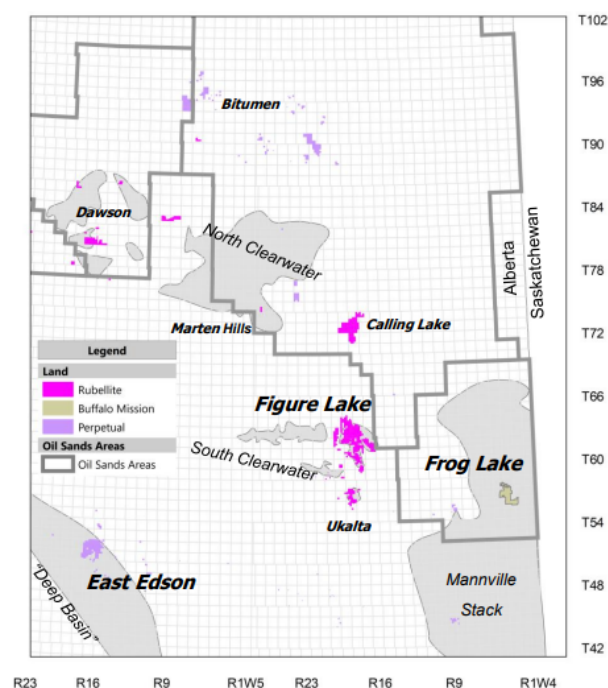 T102
T96
Bitumen
T90
Dawson
T84
North Clearwater
Alberta
Saskatchewan
T78
Marten Hills
Calling Lake
T72
Legend
Land
Rubellite
Buffalo Mission
Perpetual
Oil Sands Areas
Oil Sands Areas
T66
Figure Lake
South Clearwater
Frog Lake
T60
Ukalta
T54
East Edson
"Deep Basin"
Mannville
Stack
T48
T42
R23 R16 R9 R1W5 R23 R16 R9 R1W4